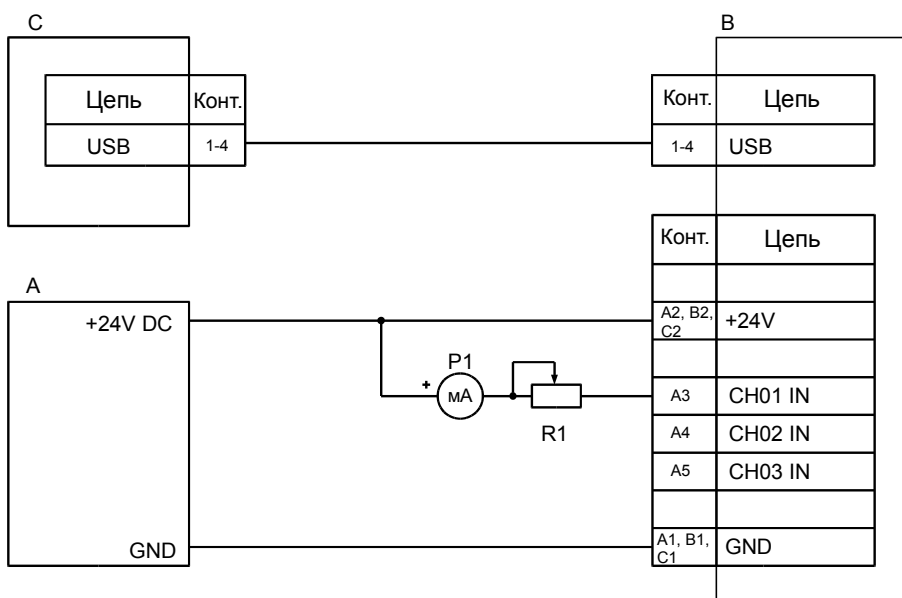 C
B
Цепь Конт.
USB 1-4
Конт. Цепь
1-4 USB
Конт. Цепь
A
+24V DC
A2, B2, C2 +24V
P1
+ мА
R1
A3 CH01 IN
A4 CH02 IN
A5 CH03 IN
GND
A1, B1, C1 GND